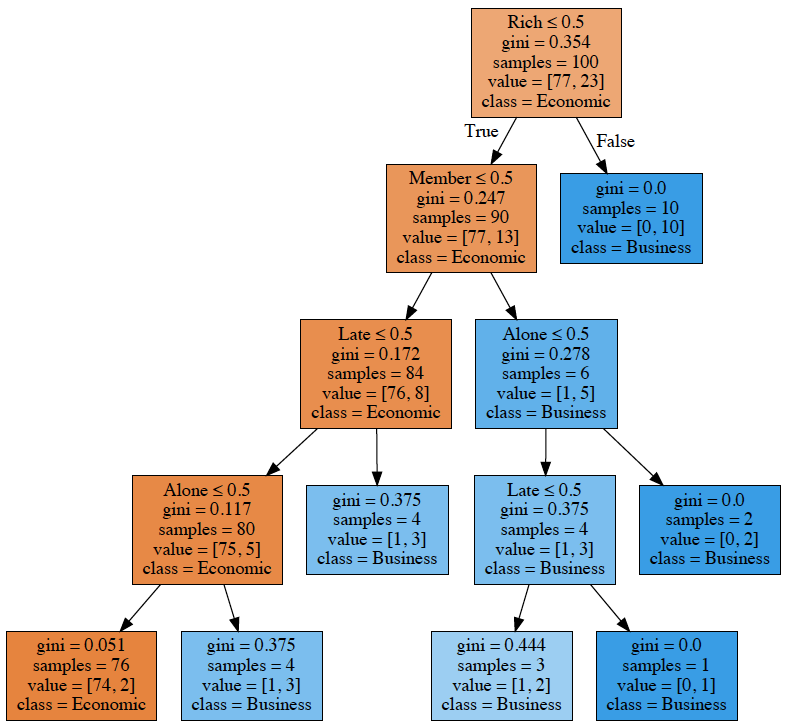 Rich ≤ 0.5
gini = 0.354
samples = 100
value = [77, 23]
class = Economic
True
False
Member ≤ 0.5
gini = 0.247
samples = 90
value = [77, 13]
class = Economic
gini = 0.0
samples = 10
value = [0, 10]
class = Business
Late ≤ 0.5
gini = 0.172
samples = 84
value = [76, 8]
class = Economic
Alone ≤ 0.5
gini = 0.278
samples = 6
value = [1, 5]
class = Business
Alone ≤ 0.5
gini = 0.117
samples = 80
value = [75, 5]
class = Economic
gini = 0.375
samples = 4
value = [1, 3]
class = Business
Late ≤ 0.5
gini = 0.375
samples = 4
value = [1, 3]
class = Business
gini = 0.0
samples = 2
value = [0, 2]
class = Business
gini = 0.051
samples = 76
value = [74, 2]
class = Economic
gini = 0.375
samples = 4
value = [1, 3]
class = Business
gini = 0.444
samples = 3
value = [1, 2]
class = Business
gini = 0.0
samples = 1
value = [0, 1]
class = Business